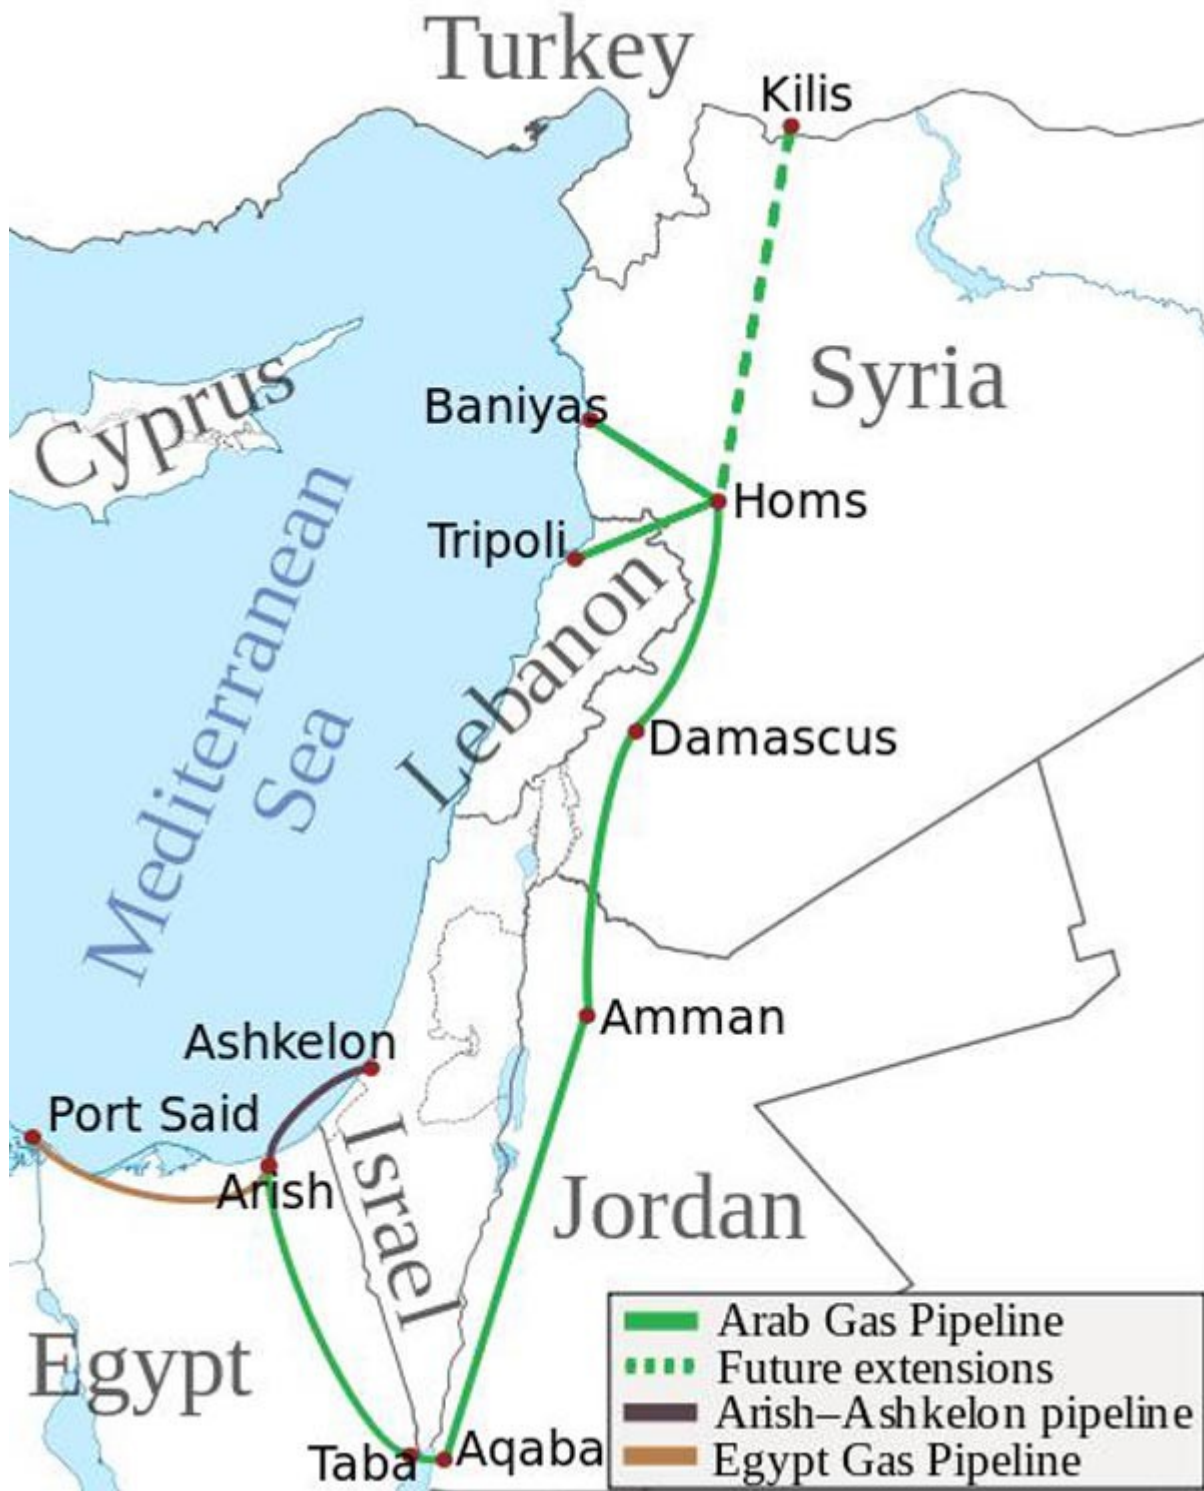 Turkey
Kilis
Syria
Cyprus
Baniyas
Homs
Tripoli
Mediterranean
Sea
Lebanon
Damascus
Amman
Ashkelon
Port Said
Arish
Israel
Jordan
Egypt
Taba
Aqaba
Arab Gas Pipeline
Future extensions
Arish–Ashkelon pipeline
Egypt Gas Pipeline